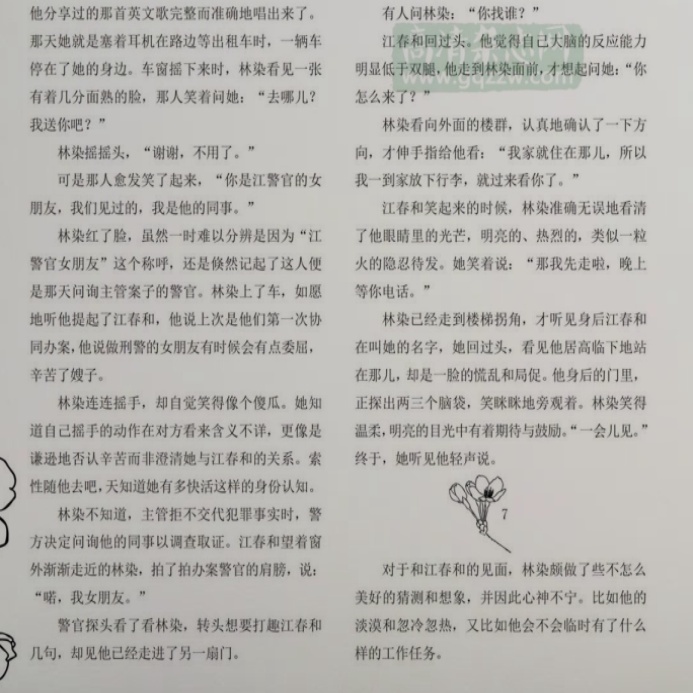 他分享过的那首英文歌完整而准确地唱出来了。
那天她就是塞着耳机在路边等出租车时，一辆车
停在了她的身边。车窗摇下来时，林染看见一张
有着几分面熟的脸，那人笑着问她：“去哪儿？
我送你吧？”
林染摇摇头，“谢谢，不用了。”
可是那人愈发笑了起来，“你是江警官的女
朋友，我们见过的，我是他的同事。”
林染红了脸，虽然一时难以分辨是因为“江
警官女朋友”这个称呼，还是倏然记起了这人便
是那天问询主管案子的警官。林染上了车，如愿
地听他提起了江春和，他说上次是他们第一次协
同办案，他说做刑警的女朋友有时候会有点委屈，
辛苦了嫂子。
林染连连摇手，却自觉笑得像个傻瓜。她知
道自己摇手的动作在对方看来含义不详，更像是
谦逊地否认辛苦而非澄清她与江春和的关系。索
性随他去吧，天知道她有多快活这样的身份认知。
林染不知道，主管拒不交代犯罪事实时，警
方决定问询他的同事以调查取证。江春和望着窗
外渐渐走近的林染，拍了拍办案警官的肩膀，说：
“喏，我女朋友。”
警官探头看了看林染，转头想要打趣江春和
几句，却见他已经走进了另一扇门。
有人问林染：“你找谁？”
江春和回过头，他觉得自己大脑的反应能力
明显低于双腿，他走到林染面前，才想起问她：“你
怎么来了？”
林染看向外面的楼群，认真地确认了一下方
向，才伸手指给他看：“我家就住在那儿，所以
我一到家放下行李，就过来看你了。”
江春和笑起来的时候，林染准确无误地看清
了他眼睛里的光芒，明亮的、热烈的，类似一粒
火的隐忍待发。她笑着说：“那我先走啦，晚上
等你电话。”
林染已经走到楼梯拐角，才听见身后江春和
在叫她的名字，她回过头，看见他居高临下地站
在那儿，却是一脸的慌乱和局促。他身后的门里，
正探出两三个脑袋，笑眯眯地旁观着。林染笑得
温柔，明亮的目光中有着期待与鼓励。“一会儿见。”
终于，她听见他轻声说。
7
对于和江春和的见面，林染颇做了些不怎么
美好的猜测和想象，并因此心神不宁。比如他的
淡漠和忽冷忽热，又比如他会不会临时有了什么
样的工作任务。
www.gqzzw.com